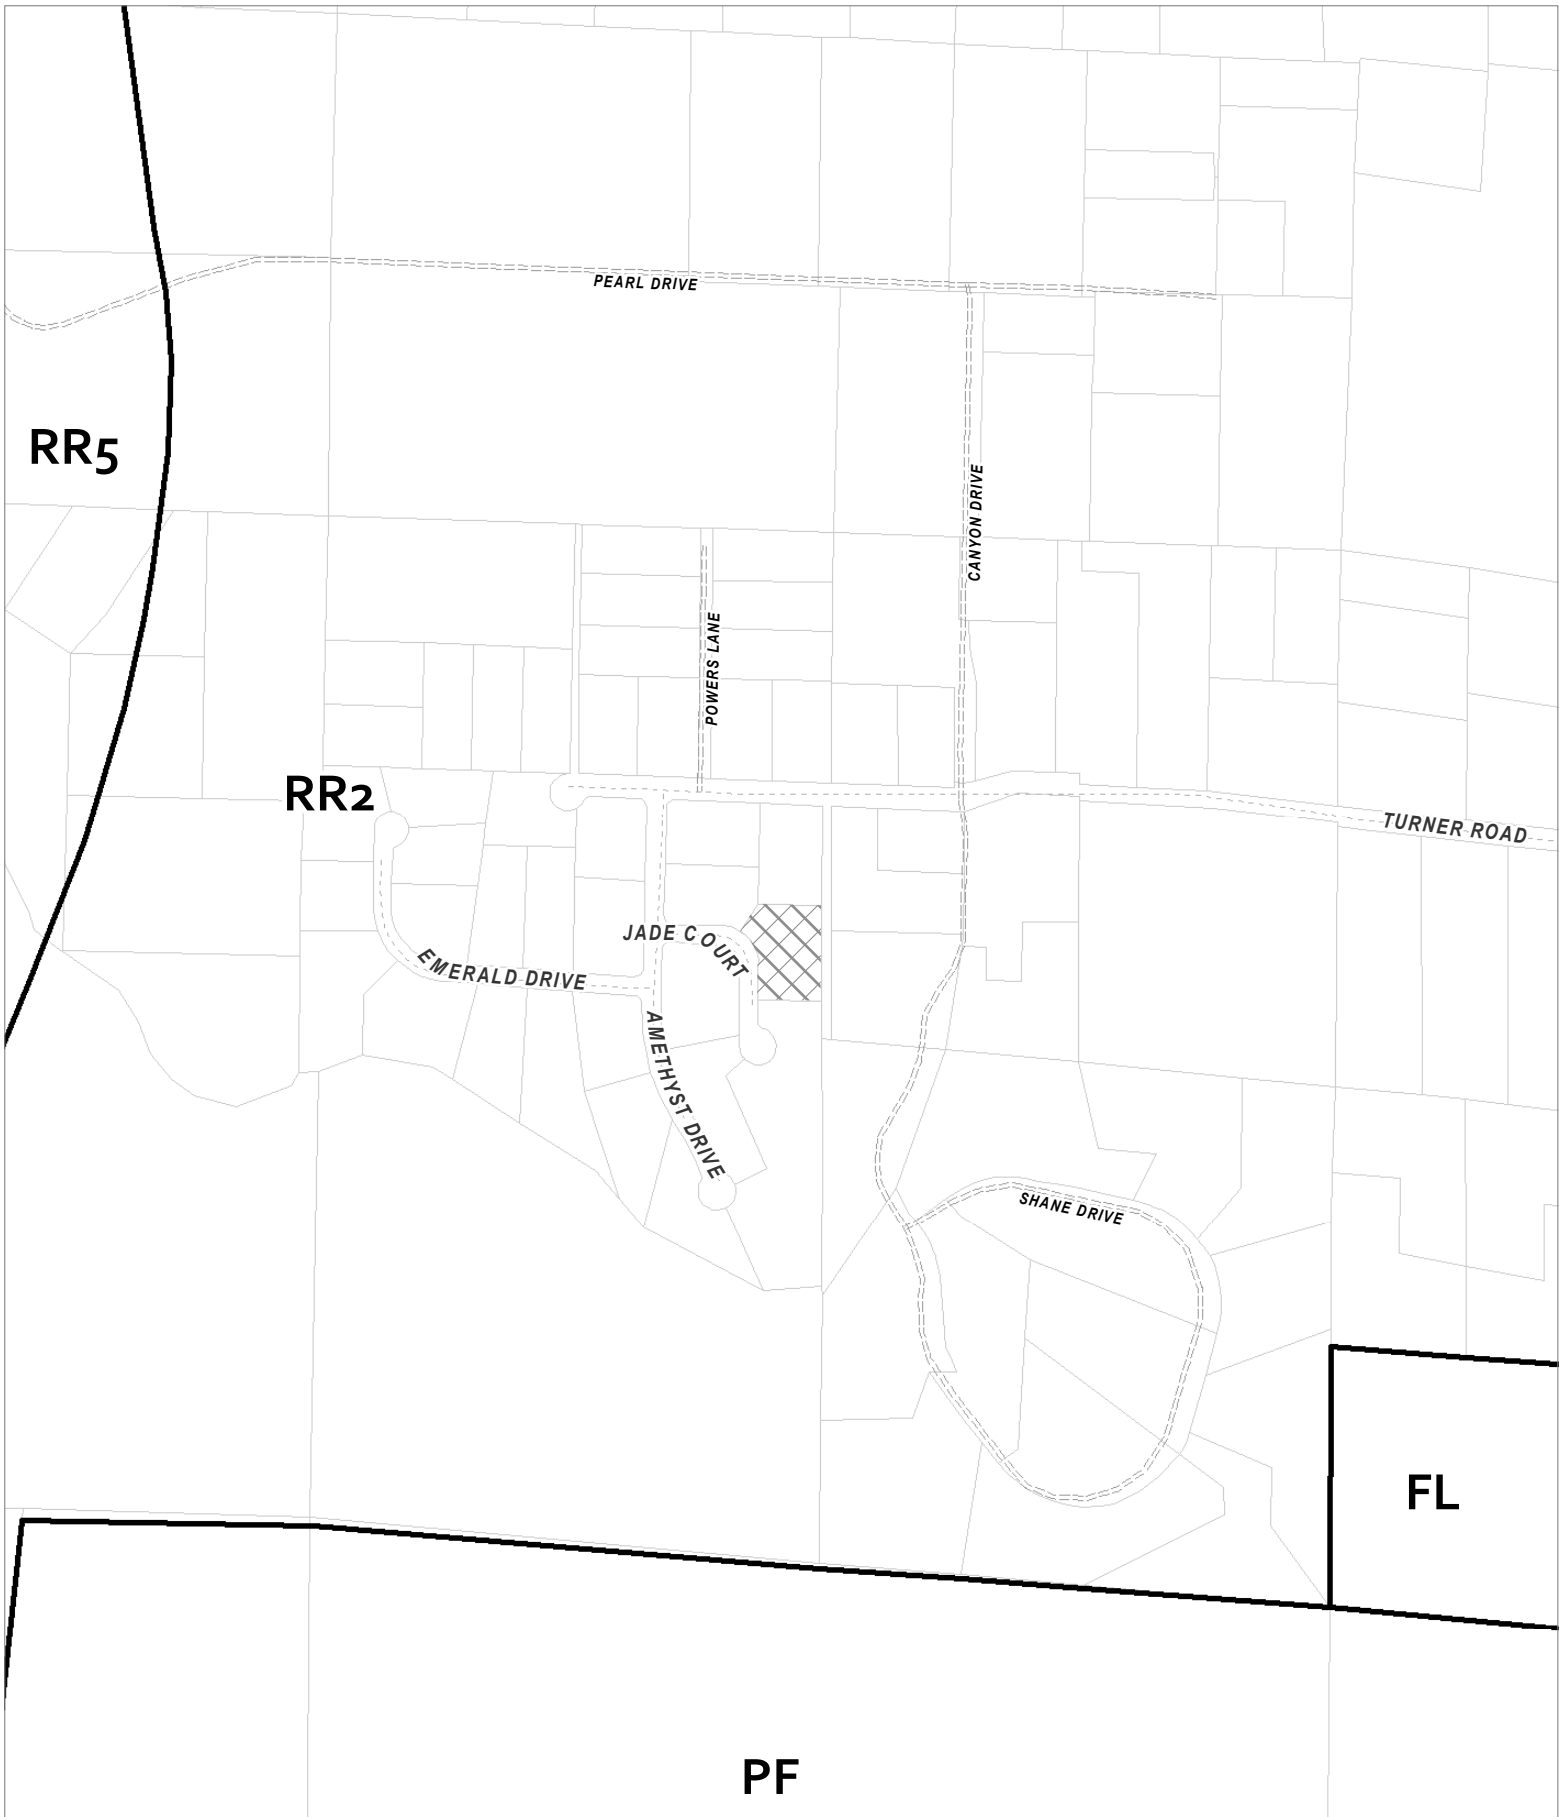 PEARL DRIVE
RR5
CANYON DRIVE
POWERS LANE
RR2
TURNER ROAD
JADE COURT
EMERALD DRIVE
AMETHYST DRIVE
SHANE DRIVE
FL
PF